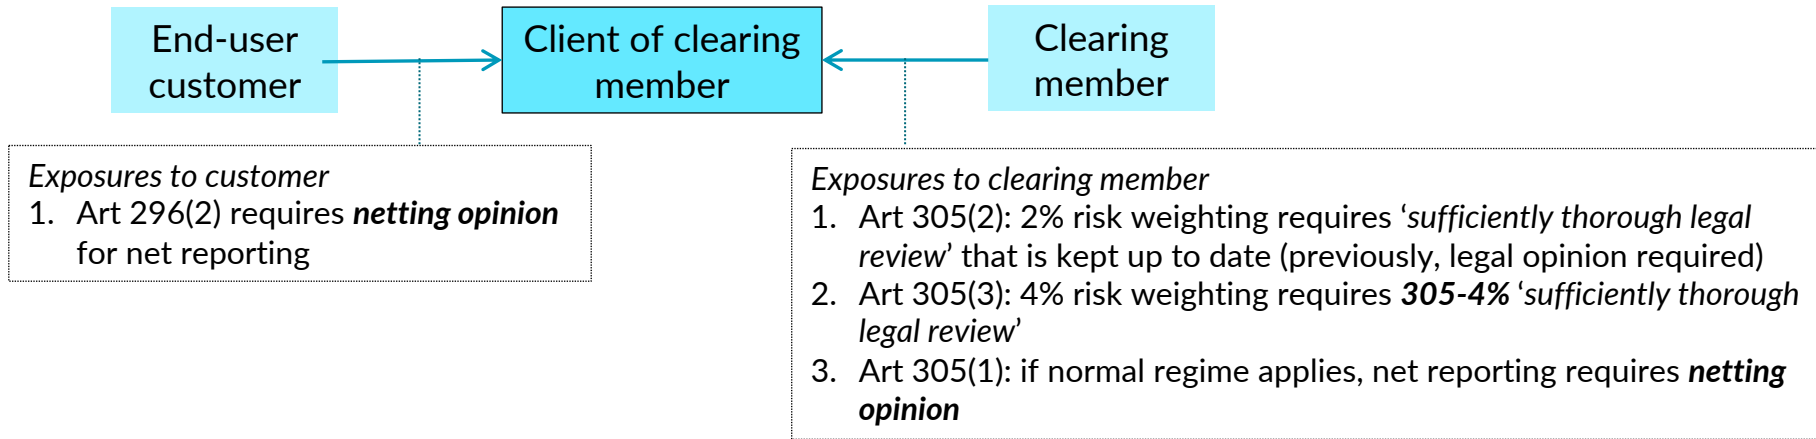 End-user
customer
Client of clearing
member
Clearing
member
Exposures to customer
1. Art 296(2) requires netting opinion
for net reporting
Exposures to clearing member
1. Art 305(2): 2% risk weighting requires ‘sufficiently thorough legal
review’ that is kept up to date (previously, legal opinion required)
2. Art 305(3): 4% risk weighting requires 305-4% ‘sufficiently thorough
legal review’
3. Art 305(1): if normal regime applies, net reporting requires netting
opinion